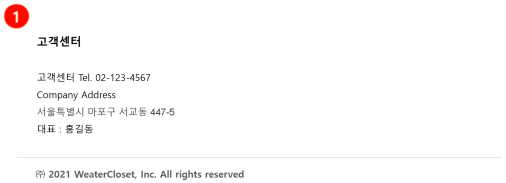 1
고객센터
고객센터 Tel. 02-123-4567
Company Address
서울특별시 마포구 서교동 447-5
대표 : 홍길동
㈜ 2021 WeaterCloset, Inc. All rights reserved